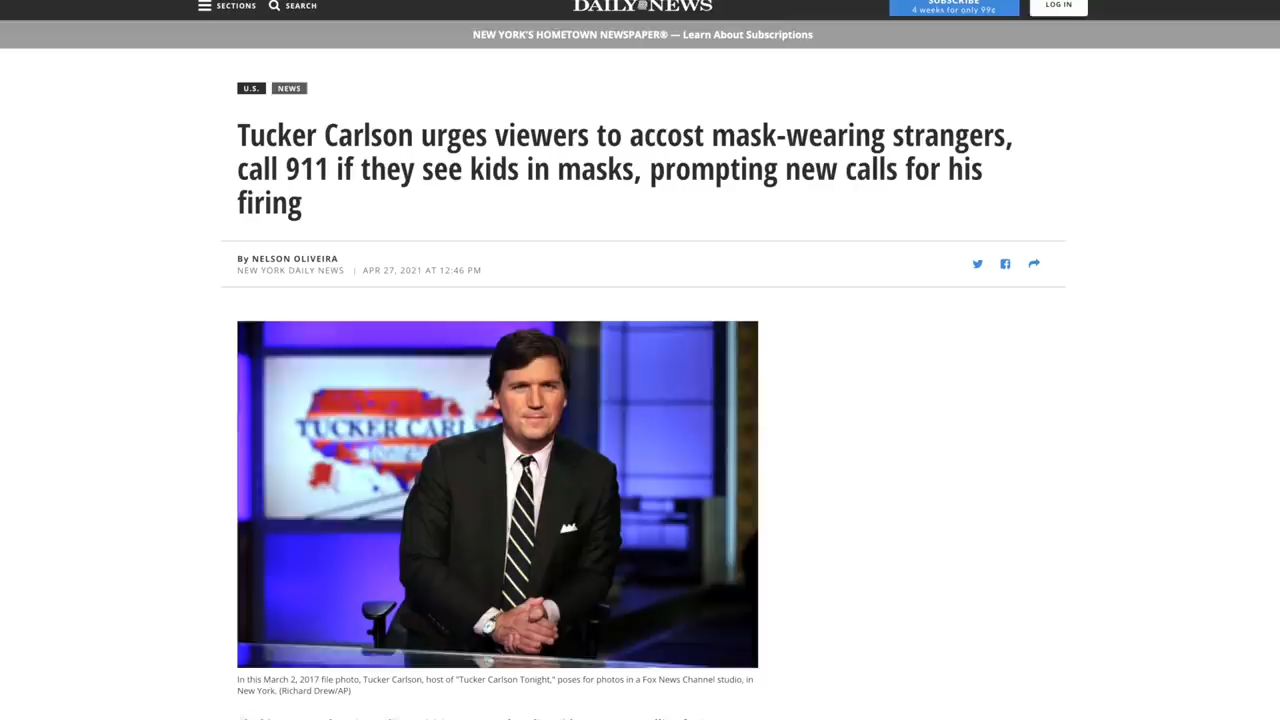 SECTIONS
SEARCH
DAILY NEWS
SUBSCRIBE
4 weeks for only 99¢
LOG IN
NEW YORK'S HOMETOWN NEWSPAPER® — Learn About Subscriptions
U.S.
NEWS
Tucker Carlson urges viewers to accost mask-wearing strangers,
call 911 if they see kids in masks, prompting new calls for his
firing
By NELSON OLIVEIRA
NEW YORK DAILY NEWS | APR 27, 2021 AT 12:46 PM
TUCKER CARLS
In this March 2, 2017 file photo, Tucker Carlson, host of "Tucker Carlson Tonight," poses for photos in a Fox News Channel studio, in
New York. (Richard Drew/AP)